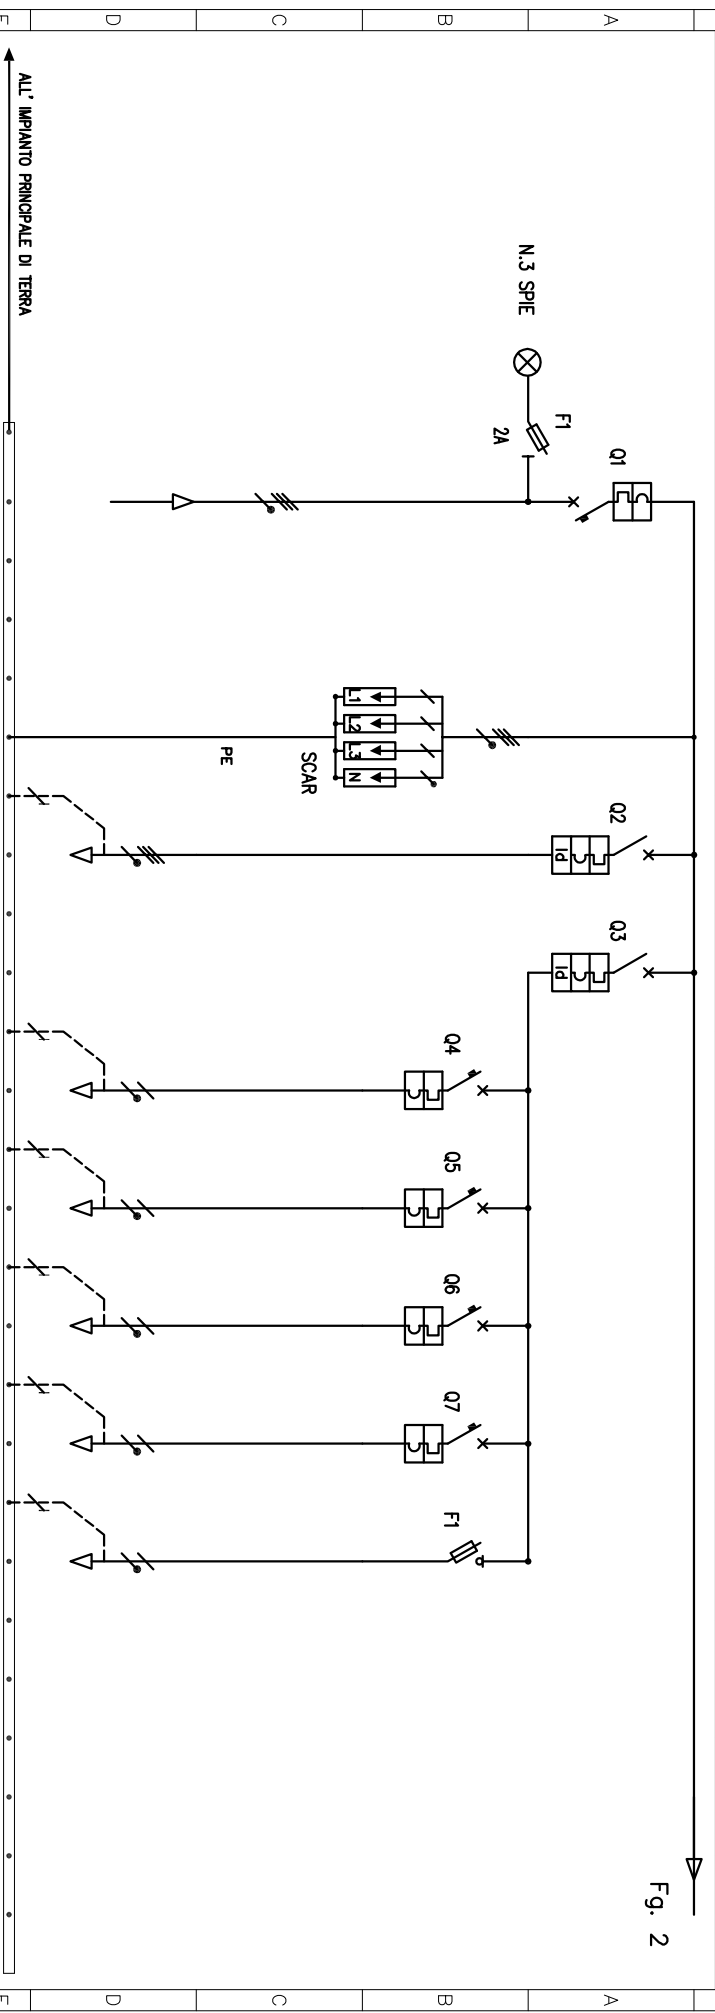 A
B
C
D
E
Fg. 2
Q1
F1
2A
N.3 SPIE
L1
L2
L3
N
SCAR
PE
Q2
Id
Q3
Id
Q4
Q5
Q6
Q7
F1
ALL' IMPIANTO PRINCIPALE DI TERRA
A
B
C
D
E